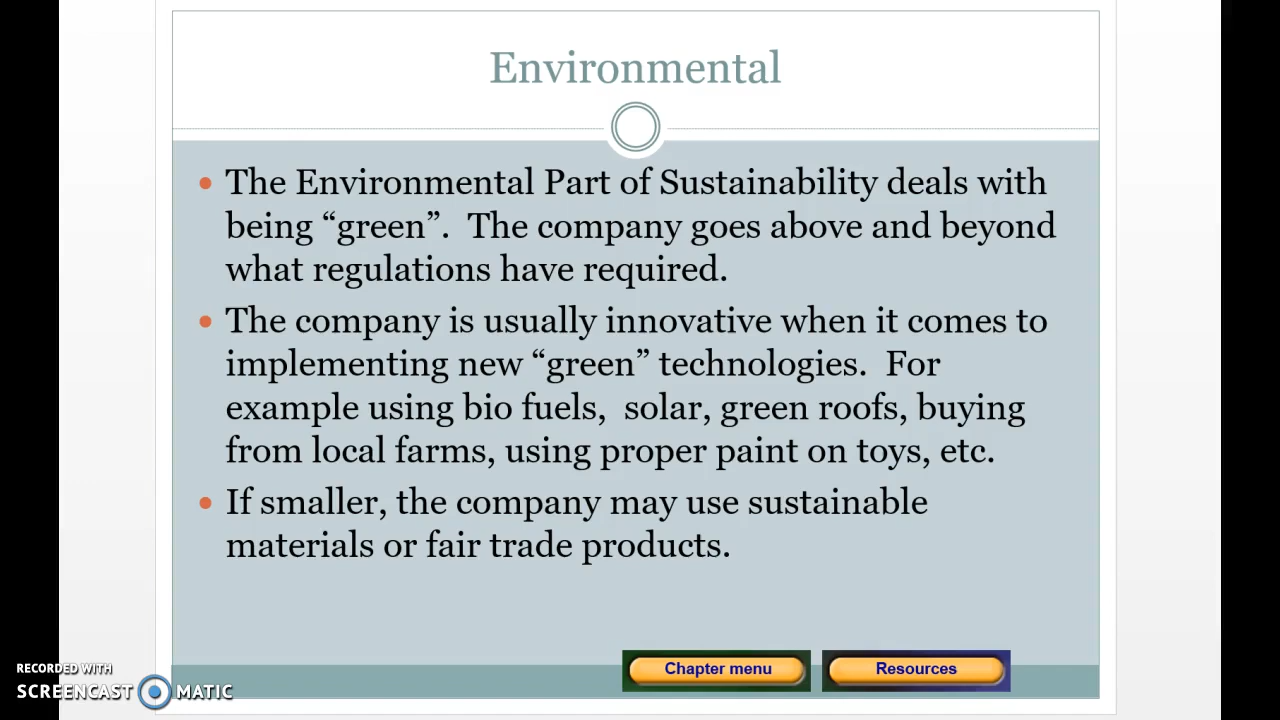 Environmental
The Environmental Part of Sustainability deals with
being “green”.  The company goes above and beyond
what regulations have required.
The company is usually innovative when it comes to
implementing new “green” technologies.  For
example using bio fuels,  solar, green roofs, buying
from local farms, using proper paint on toys, etc.
If smaller, the company may use sustainable
materials or fair trade products.
Chapter menu
Resources
RECORDED WITH
SCREENCAST MATIC